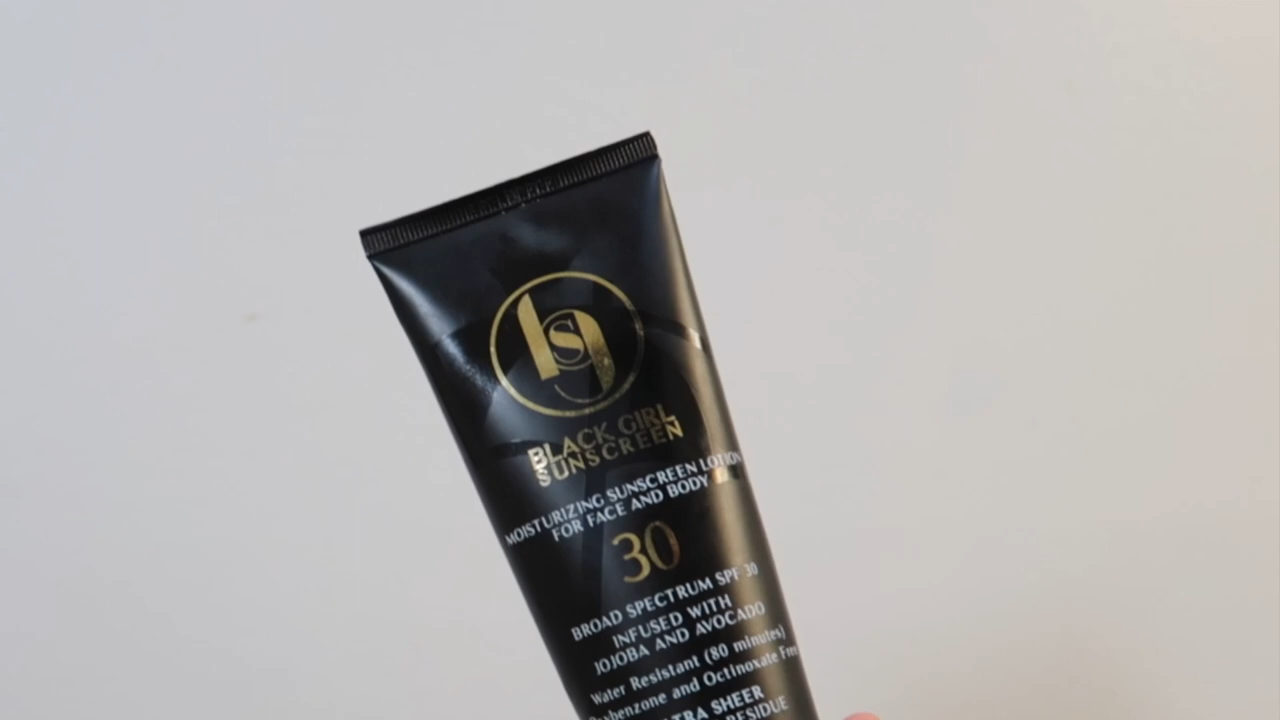 bsg
BLACK GIRL
SUNSCREEN
MOISTURIZING SUNSCREEN LOTION
FOR FACE AND BODY
30
BROAD SPECTRUM SPF 30
INFUSED WITH
JOJOBA AND AVOCADO
Water Resistant (80 minutes)
and Octinoxate Free
SHEER
RESIDUE